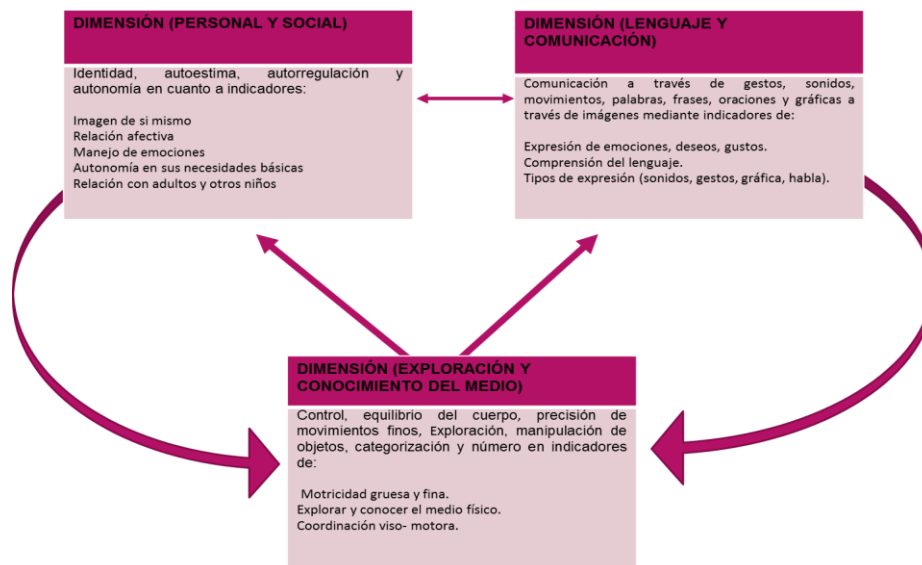 DIMENSIÓN (PERSONAL Y SOCIAL)
Identidad, autoestima, autorregulación y
autonomía en cuanto a indicadores:
Imagen de si mismo
Relación afectiva
Manejo de emociones
Autonomía en sus necesidades básicas
Relación con adultos y otros niños
DIMENSIÓN (LENGUAJE Y
COMUNICACIÓN)
Comunicación a través de gestos, sonidos,
movimientos, palabras, frases, oraciones y gráficas a
través de imágenes mediante indicadores de:
Expresión de emociones, deseos, gustos.
Comprensión del lenguaje.
Tipos de expresión (sonidos, gestos, gráfica, habla).
DIMENSIÓN (EXPLORACIÓN Y
CONOCIMIENTO DEL MEDIO)
Control, equilibrio del cuerpo, precisión de
movimientos finos, Exploración, manipulación de
objetos, categorización y número en indicadores
de:
Motricidad gruesa y fina.
Explorar y conocer el medio físico.
Coordinación viso- motora.